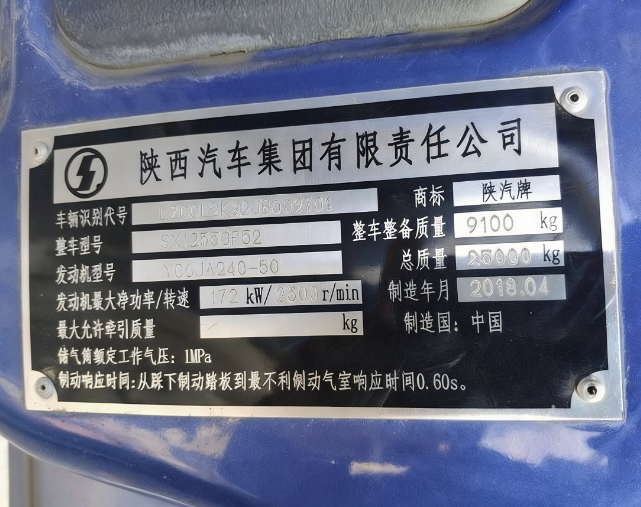 陕西汽车集团有限责任公司
车辆识别代号 商标 陕汽牌
整车型号 整车整备质量 9100 kg
发动机型号 YC6JA240-50 总质量 25000 kg
发动机最大净功率/转速 172 kW/ r/min 制造年月 2018.04
最大允许牵引质量 / kg 制造国：中国
储气筒额定工作气压：1MPa
制动响应时间：从踩下制动踏板到最不利制动气室响应时间0.60s。